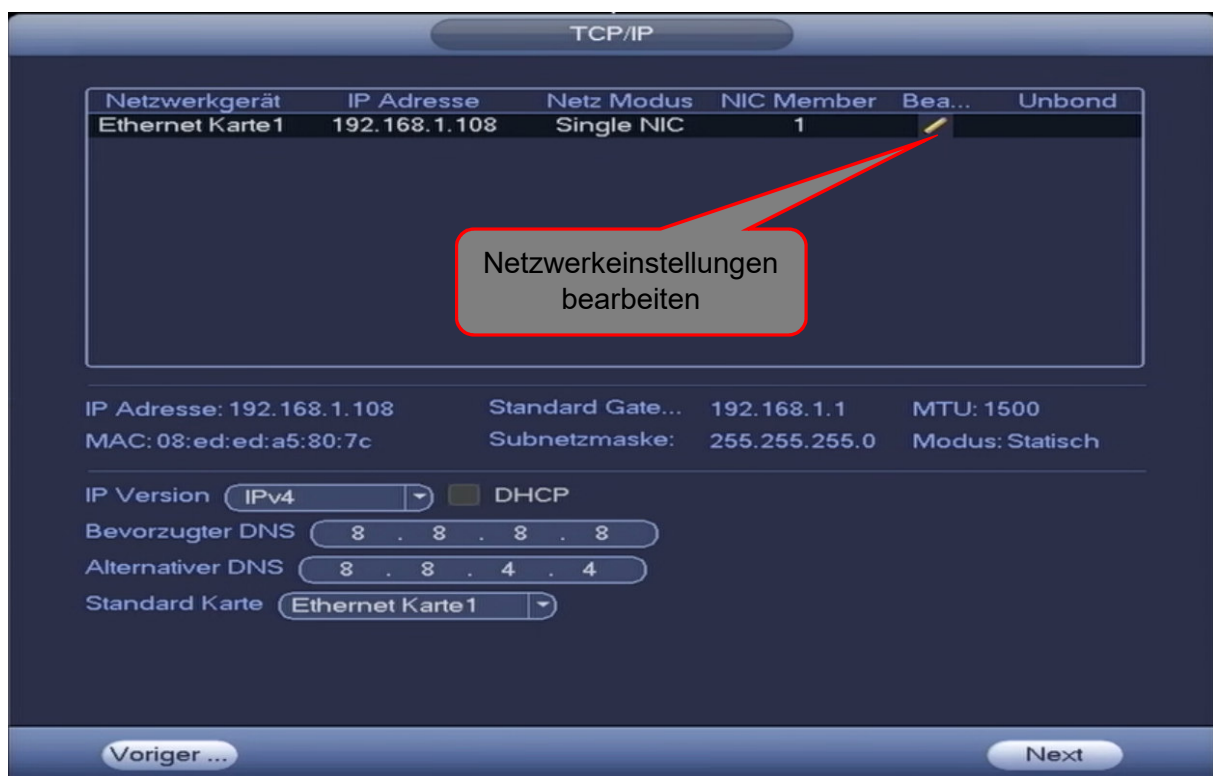 TCP/IP
Netzwerkgerät IP Adresse Netz Modus NIC Member Bea... Unbond
Ethernet Karte1 192.168.1.108 Single NIC 1
Netzwerkeinstellungen
bearbeiten
IP Adresse: 192.168.1.108 Standard Gate... 192.168.1.1 MTU: 1500
MAC: 08:ed:ed:a5:80:7c Subnetzmaske: 255.255.255.0 Modus: Statisch
IP Version IPv4 DHCP
Bevorzugter DNS 8 . 8 . 8 . 8
Alternativer DNS 8 . 8 . 4 . 4
Standard Karte Ethernet Karte1
Voriger ... Next